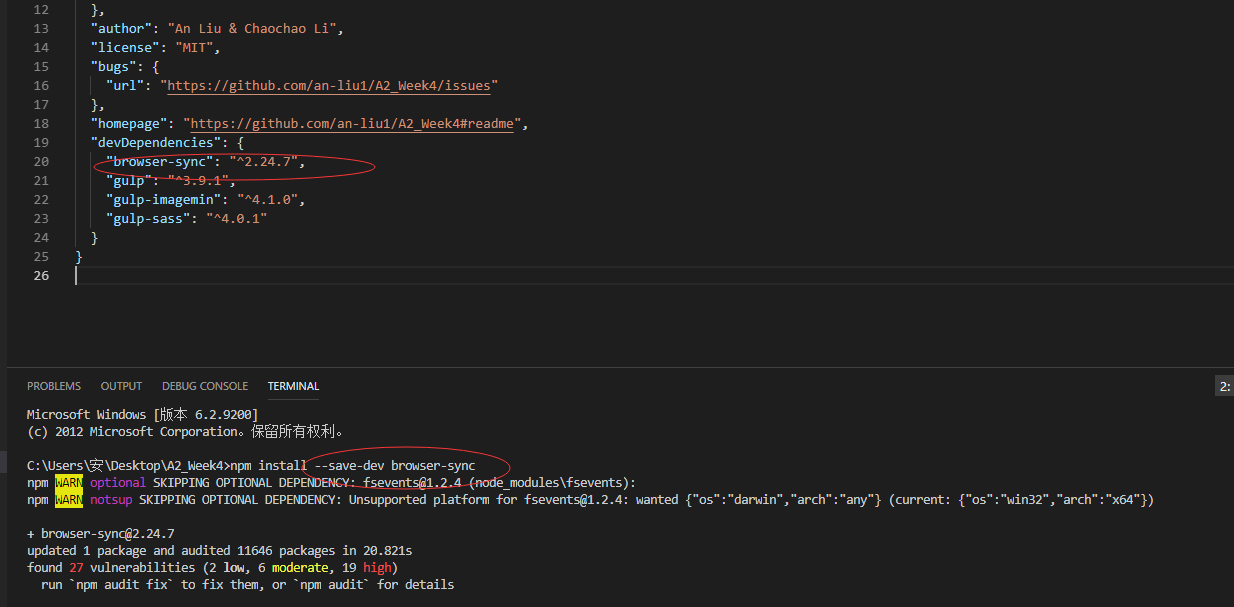 12 },
13 "author": "An Liu & Chaochao Li",
14 "license": "MIT",
15 "bugs": {
16 "url": "https://github.com/an-liu1/A2_Week4/issues"
17 },
18 "homepage": "https://github.com/an-liu1/A2_Week4#readme",
19 "devDependencies": {
20 "browser-sync": "^2.24.7",
21 "gulp": "^3.9.1",
22 "gulp-imagemin": "^4.1.0",
23 "gulp-sass": "^4.0.1"
24 }
25 }
26
PROBLEMS OUTPUT DEBUG CONSOLE TERMINAL 2:
Microsoft Windows [版本 6.2.9200]
(c) 2012 Microsoft Corporation。保留所有权利。
C:\Users\安\Desktop\A2_Week4>npm install --save-dev browser-sync
npm WARN optional SKIPPING OPTIONAL DEPENDENCY: fsevents@1.2.4 (node_modules\fsevents):
npm WARN notsup SKIPPING OPTIONAL DEPENDENCY: Unsupported platform for fsevents@1.2.4: wanted {"os":"darwin","arch":"any"} (current: {"os":"win32","arch":"x64"})
+ browser-sync@2.24.7
updated 1 package and audited 11646 packages in 20.821s
found 27 vulnerabilities (2 low, 6 moderate, 19 high)
run `npm audit fix` to fix them, or `npm audit` for details